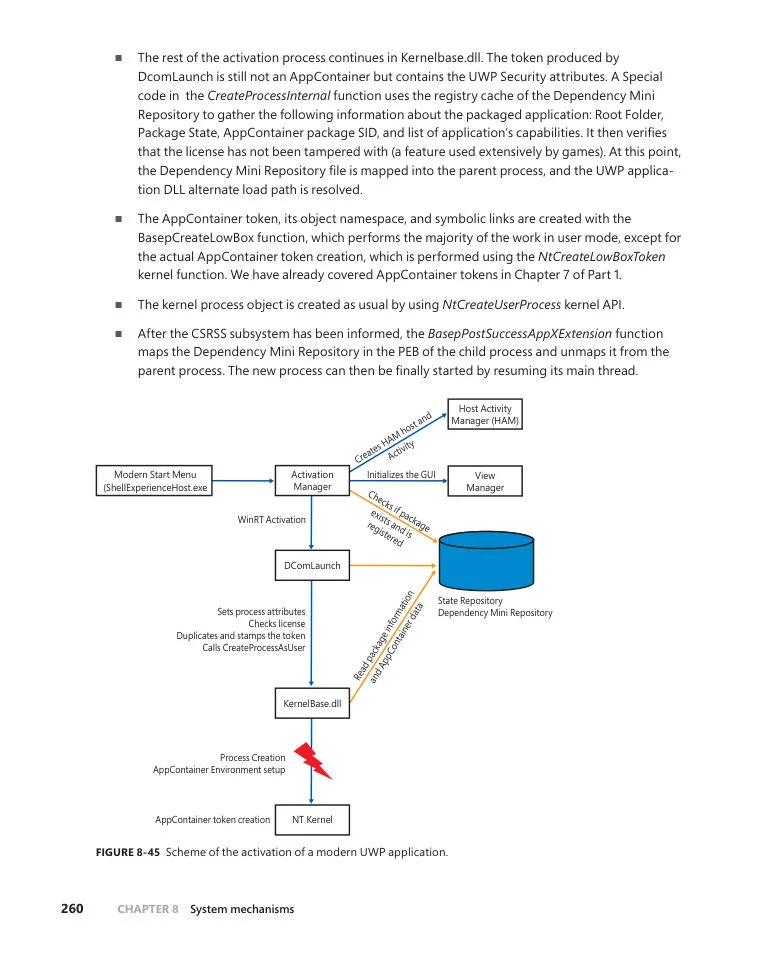 ■ The rest of the activation process continues in Kernelbase.dll. The token produced by
DcomLaunch is still not an AppContainer but contains the UWP Security attributes. A Special
code in the CreateProcessInternal function uses the registry cache of the Dependency Mini
Repository to gather the following information about the packaged application: Root Folder,
Package State, AppContainer package SID, and list of application's capabilities. It then verifies
that the license has not been tampered with (a feature used extensively by games). At this point,
the Dependency Mini Repository file is mapped into the parent process, and the UWP applica-
tion DLL alternate load path is resolved.
■ The AppContainer token, its object namespace, and symbolic links are created with the
BasepCreateLowBox function, which performs the majority of the work in user mode, except for
the actual AppContainer token creation, which is performed using the NtCreateLowBoxToken
kernel function. We have already covered AppContainer tokens in Chapter 7 of Part 1.
■ The kernel process object is created as usual by using NtCreateUserProcess kernel API.
■ After the CSRSS subsystem has been informed, the BasepPostSuccessAppXExtension function
maps the Dependency Mini Repository in the PEB of the child process and unmaps it from the
parent process. The new process can then be finally started by resuming its main thread.
Host Activity
Manager (HAM)
Creates HAM host and
Activity
Modern Start Menu
(ShellExperienceHost.exe
Activation
Manager
Initializes the GUI
View
Manager
Checks if package
exists and is
registered
WinRT Activation
DComLaunch
State Repository
Dependency Mini Repository
Sets process attributes
Checks license
Duplicates and stamps the token
Calls CreateProcessAsUser
Read package information
and AppContainer data
KernelBase.dll
Process Creation
AppContainer Environment setup
AppContainer token creation
NT Kernel
FIGURE 8-45 Scheme of the activation of a modern UWP application.
260 CHAPTER 8 System mechanisms